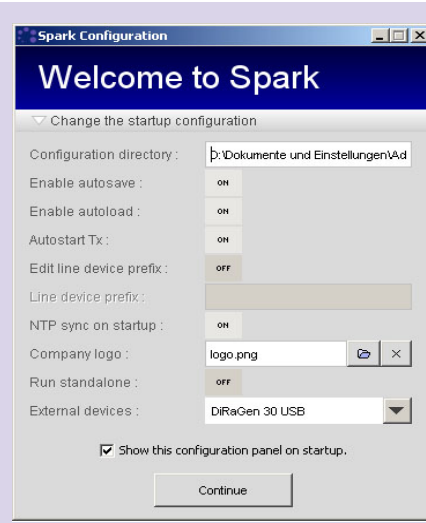 Spark Configuration
Welcome to Spark
Change the startup configuration
Configuration directory : D:\Dokumente und Einstellungen\Ad
Enable autosave : ON
Enable autoload : ON
Autostart Tx : ON
Edit line device prefix : OFF
Line device prefix :
NTP sync on startup : ON
Company logo : logo.png
Run standalone : OFF
External devices : DiRaGen 30 USB
Show this configuration panel on startup.
Continue